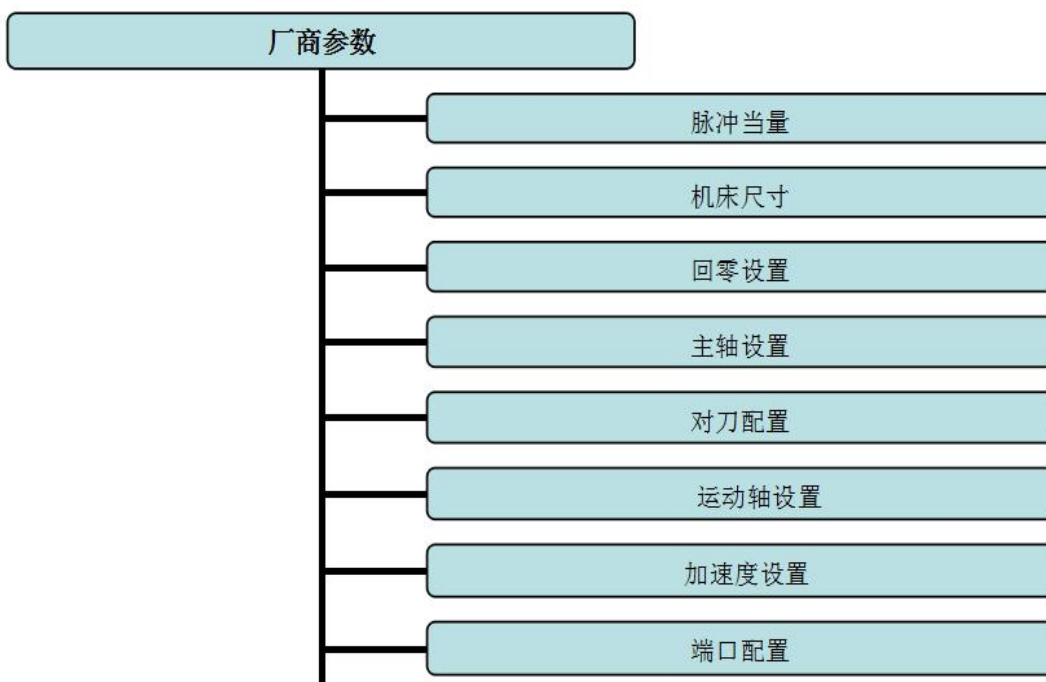 厂商参数
脉冲当量
机床尺寸
回零设置
主轴设置
对刀配置
运动轴设置
加速度设置
端口配置